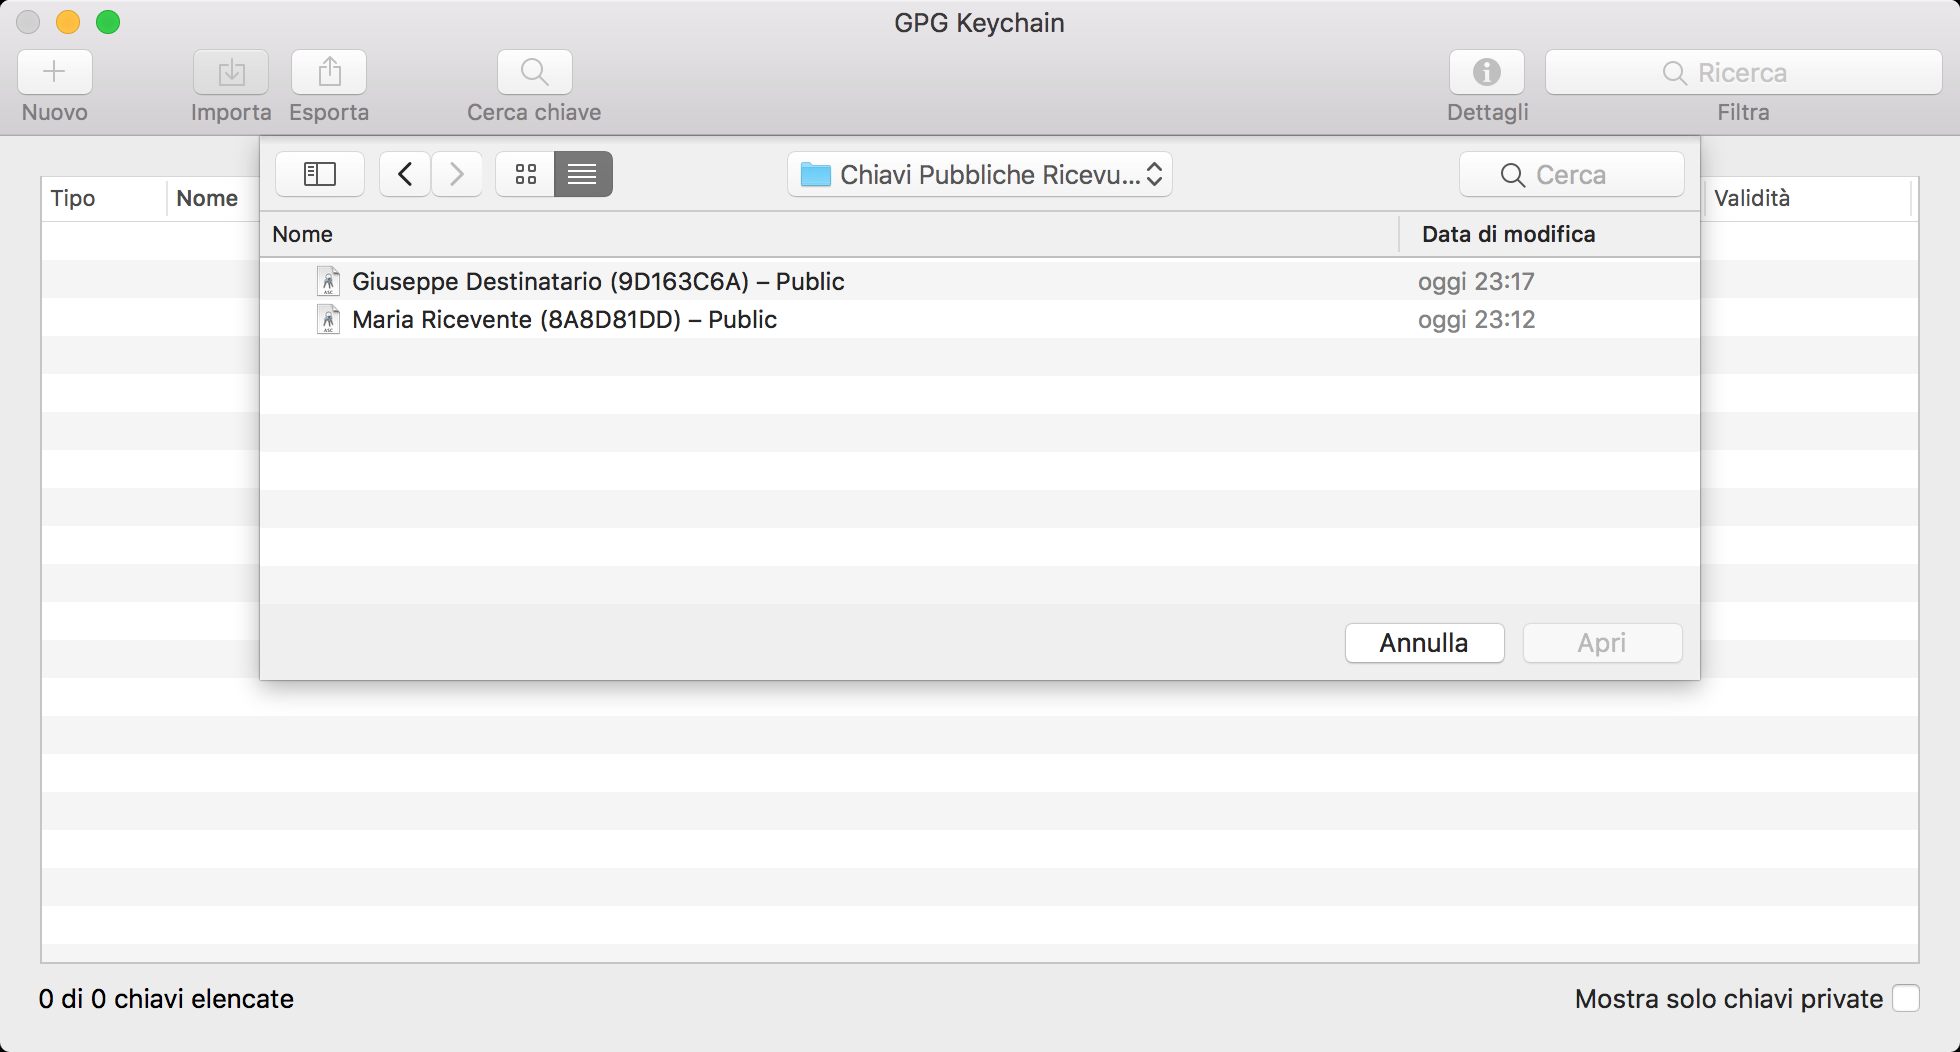 GPG Keychain
Nuovo
Importa
Esporta
Cerca chiave
Dettagli
Ricerca
Filtra
Chiavi Pubbliche Ricevu...
Cerca
Tipo
Nome
Validità
Nome
Data di modifica
Giuseppe Destinatario (9D163C6A) – Public
oggi 23:17
Maria Ricevente (8A8D81DD) – Public
oggi 23:12
Annulla
Apri
0 di 0 chiavi elencate
Mostra solo chiavi private